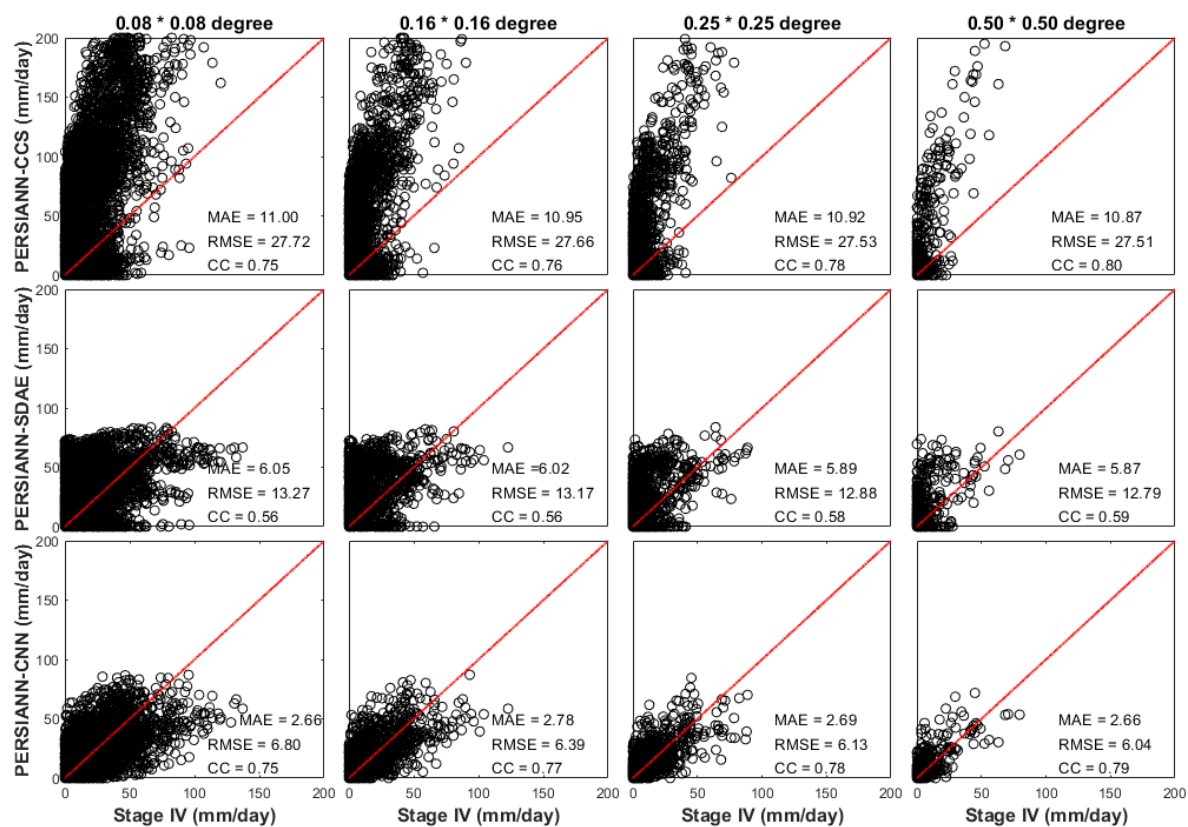 0.08 * 0.08 degree
0.16 * 0.16 degree
0.25 * 0.25 degree
0.50 * 0.50 degree
PERSIANN-CCS (mm/day)
200
150
100
50
0
MAE = 11.00
RMSE = 27.72
CC = 0.75
MAE = 10.95
RMSE = 27.66
CC = 0.76
MAE = 10.92
RMSE = 27.53
CC = 0.78
MAE = 10.87
RMSE = 27.51
CC = 0.80
PERSIANN-SDAE (mm/day)
200
150
100
50
0
MAE = 6.05
RMSE = 13.27
CC = 0.56
MAE = 6.02
RMSE = 13.17
CC = 0.56
MAE = 5.89
RMSE = 12.88
CC = 0.58
MAE = 5.87
RMSE = 12.79
CC = 0.59
PERSIANN-CNN (mm/day)
200
150
100
50
0
MAE = 2.66
RMSE = 6.80
CC = 0.75
MAE = 2.78
RMSE = 6.39
CC = 0.77
MAE = 2.69
RMSE = 6.13
CC = 0.78
MAE = 2.66
RMSE = 6.04
CC = 0.79
0 50 100 150 200
0 50 100 150 200
0 50 100 150 200
0 50 100 150 200
Stage IV (mm/day)
Stage IV (mm/day)
Stage IV (mm/day)
Stage IV (mm/day)